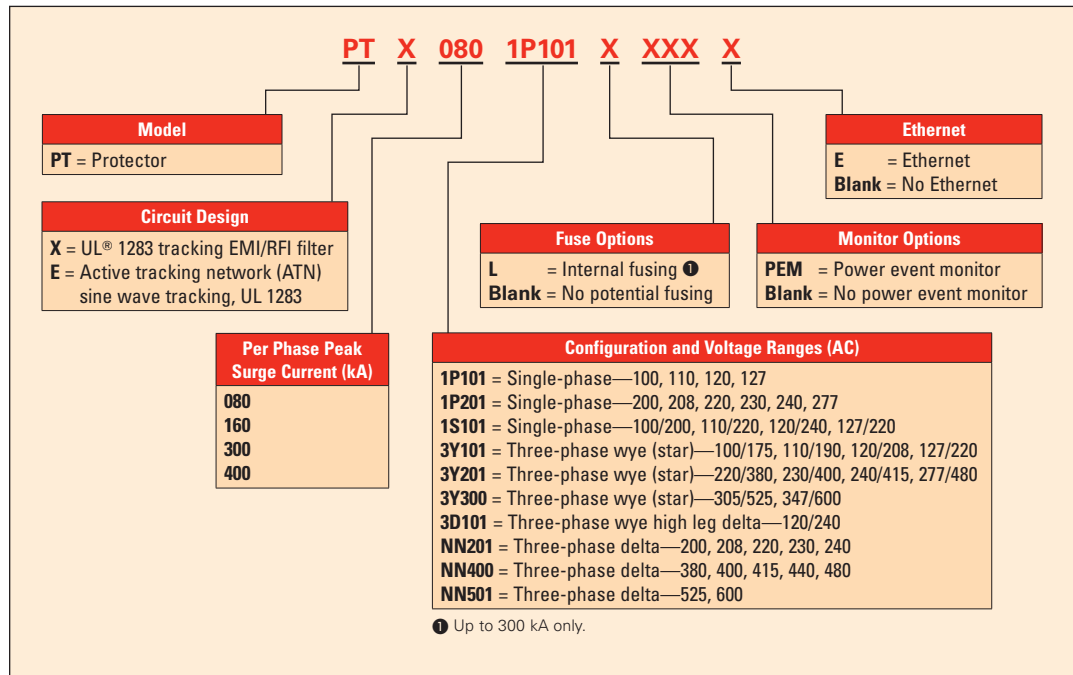 PT X 080 1P101 X XXX X
Model
PT = Protector
Ethernet
E = Ethernet
Blank = No Ethernet
Circuit Design
X = UL® 1283 tracking EMI/RFI filter
E = Active tracking network (ATN)
sine wave tracking, UL 1283
Fuse Options
L = Internal fusing ❶
Blank = No potential fusing
Monitor Options
PEM = Power event monitor
Blank = No power event monitor
Per Phase Peak
Surge Current (kA)
080
160
300
400
Configuration and Voltage Ranges (AC)
1P101 = Single-phase—100, 110, 120, 127
1P201 = Single-phase—200, 208, 220, 230, 240, 277
1S101 = Single-phase—100/200, 110/220, 120/240, 127/220
3Y101 = Three-phase wye (star)—100/175, 110/190, 120/208, 127/220
3Y201 = Three-phase wye (star)—220/380, 230/400, 240/415, 277/480
3Y300 = Three-phase wye (star)—305/525, 347/600
3D101 = Three-phase wye high leg delta—120/240
NN201 = Three-phase delta—200, 208, 220, 230, 240
NN400 = Three-phase delta—380, 400, 415, 440, 480
NN501 = Three-phase delta—525, 600
❶ Up to 300 kA only.